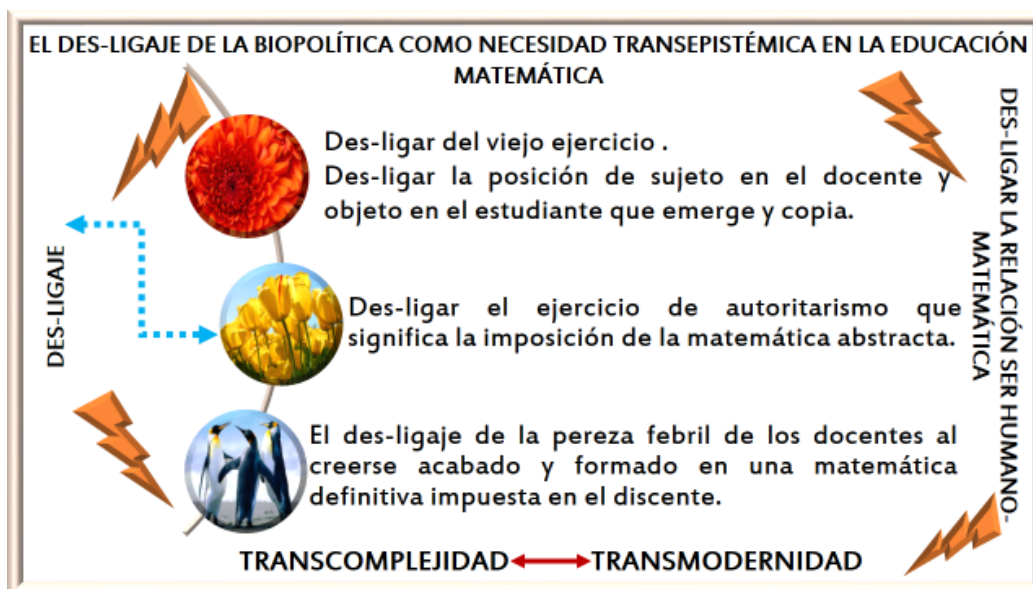 EL DES-LIGAJE DE LA BIOPOLÍTICA COMO NECESIDAD TRANSEPISTÉMICA EN LA EDUCACIÓN
MATEMÁTICA
Des-ligar del viejo ejercicio .
Des-ligar la posición de sujeto en el docente y
objeto en el estudiante que emerge y copia.
DES-LIGAJE
Des-ligar el ejercicio de autoritarismo que
significa la imposición de la matemática abstracta.
El des-ligaje de la pereza febril de los docentes al
creerse acabado y formado en una matemática
definitiva impuesta en el discente.
DES-LIGAR LA RELACIÓN SER HUMANO-
MATEMÁTICA
TRANSCOMPLEJIDAD TRANSMODERNIDAD